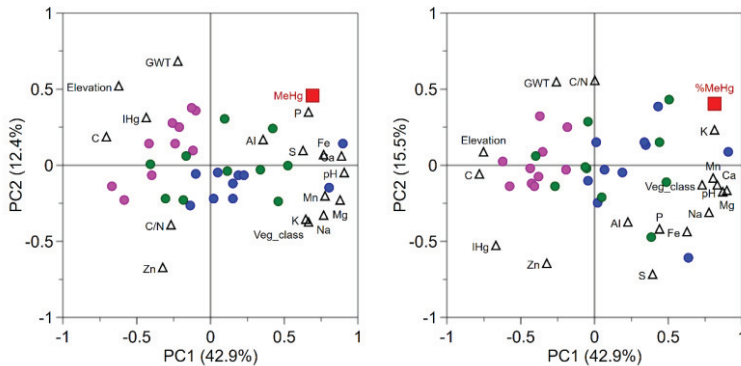 1
0.5
0
-0.5
-1
-1
-0.5
0
0.5
1
PC2 (12.4%)
PC1 (42.9%)
GWT
Elevation
IHg
C
MeHg
P
Al
S
Fe
Ca
pH
Mn
Mg
K
Na
Veg_class
C/N
Zn
1
0.5
0
-0.5
-1
-1
-0.5
0
0.5
1
PC2 (15.5%)
PC1 (42.9%)
GWT
C/N
%MeHg
K
Elevation
C
Mn
Ca
Veg_class
pH
Mg
Na
P
Al
Fe
IHg
Zn
S